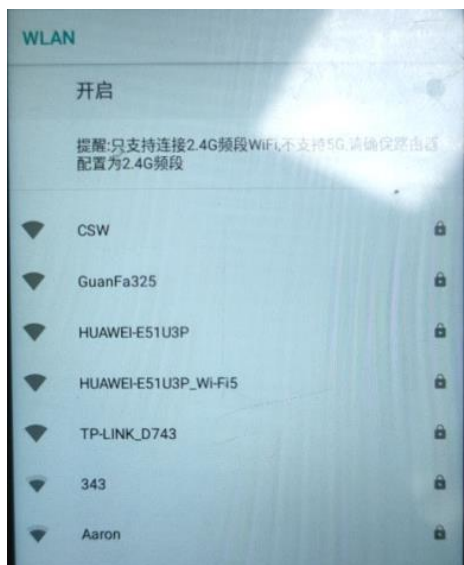 WLAN
开启
提醒:只支持连接2.4G频段WiFi,不支持5G,请确保路由器
配置为2.4G频段
CSW
GuanFa325
HUAWEI-E51U3P
HUAWEI-E51U3P_Wi-Fi5
TP-LINK_D743
343
Aaron